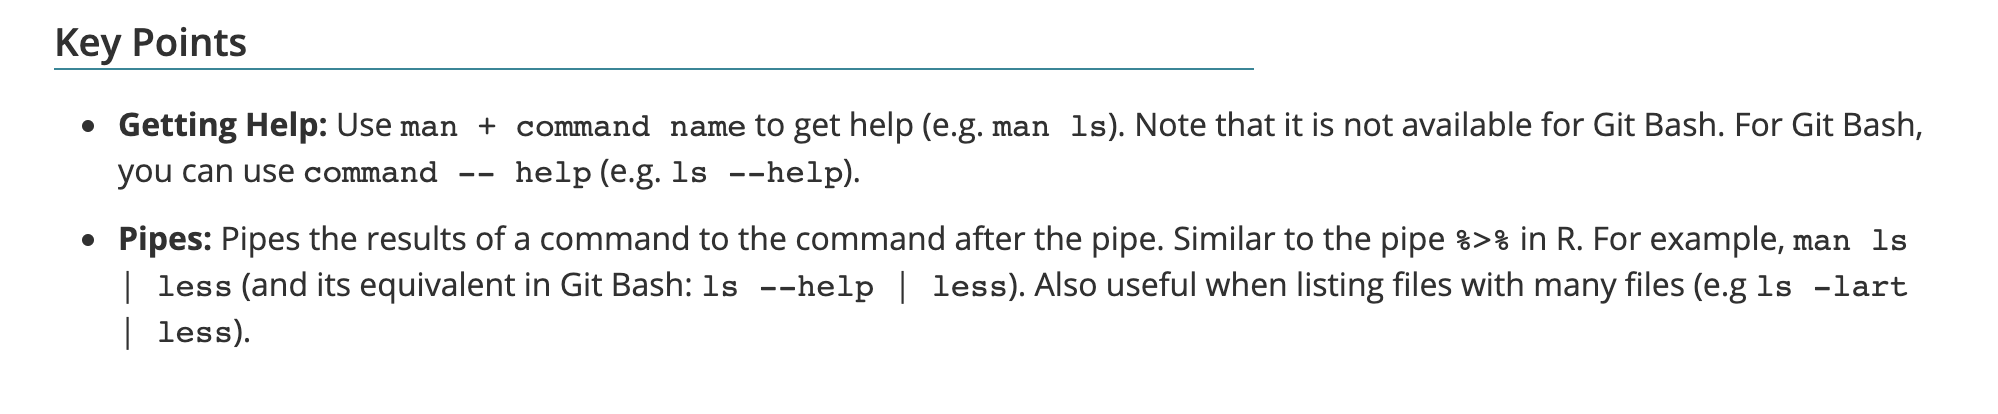 Key Points
• Getting Help: Use man + command name to get help (e.g. man ls). Note that it is not available for Git Bash. For Git Bash,
you can use command -- help (e.g. ls --help).
• Pipes: Pipes the results of a command to the command after the pipe. Similar to the pipe %>% in R. For example, man ls
| less (and its equivalent in Git Bash: ls --help | less). Also useful when listing files with many files (e.g ls -lart
| less).